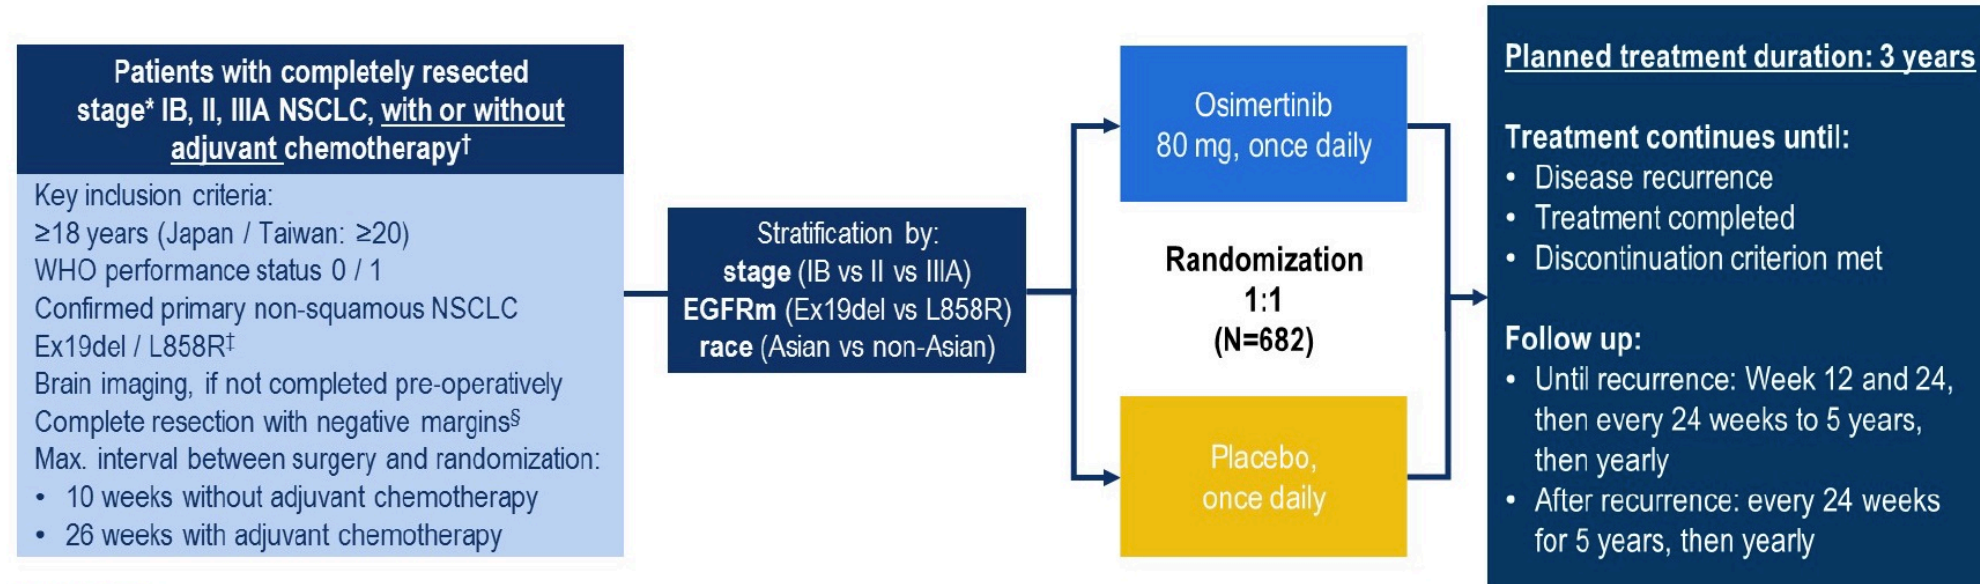 Patients with completely resected
stage* IB, II, IIIA NSCLC, with or without
adjuvant chemotherapy†
Key inclusion criteria:
≥18 years (Japan / Taiwan: ≥20)
WHO performance status 0 / 1
Confirmed primary non-squamous NSCLC
Ex19del / L858R‡
Brain imaging, if not completed pre-operatively
Complete resection with negative margins§
Max. interval between surgery and randomization:
• 10 weeks without adjuvant chemotherapy
• 26 weeks with adjuvant chemotherapy
Stratification by:
stage (IB vs II vs IIIA)
EGFRm (Ex19del vs L858R)
race (Asian vs non-Asian)
Osimertinib
80 mg, once daily
Randomization
1:1
(N=682)
Placebo,
once daily
Planned treatment duration: 3 years
Treatment continues until:
• Disease recurrence
• Treatment completed
• Discontinuation criterion met
Follow up:
• Until recurrence: Week 12 and 24,
then every 24 weeks to 5 years,
then yearly
• After recurrence: every 24 weeks
for 5 years, then yearly